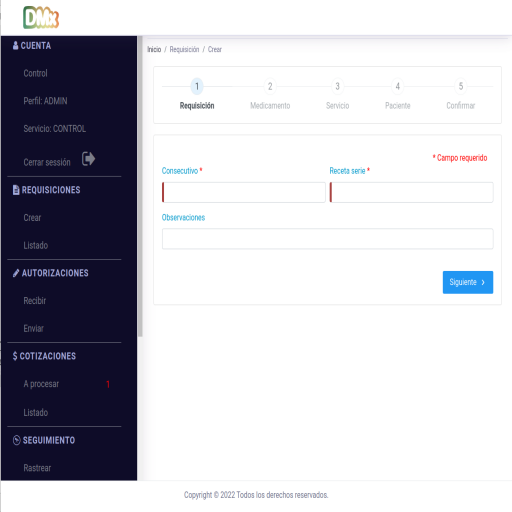 DMx
CUENTA
Control
Perfil: ADMIN
Servicio: CONTROL
Cerrar sessión
REQUISICIONES
Crear
Listado
AUTORIZACIONES
Recibir
Enviar
$ COTIZACIONES
A procesar 1
Listado
SEGUIMIENTO
Rastrear
Inicio / Requisición / Crear
1 2 3 4 5
Requisición Medicamento Servicio Paciente Confirmar
* Campo requerido
Consecutivo * Receta serie *
Observaciones
Siguiente >
Copyright © 2022 Todos los derechos reservados.